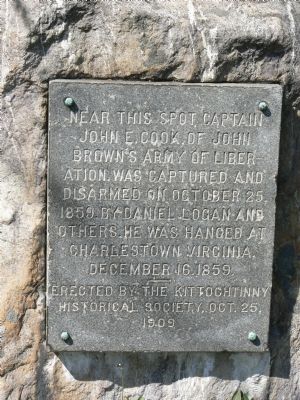 NEAR THIS SPOT, CAPTAIN
JOHN E. COOK, OF JOHN
BROWN'S ARMY OF LIBER-
ATION, WAS CAPTURED AND
DISARMED ON OCTOBER 25,
1859 BY DANIEL LOGAN AND
OTHERS. HE WAS HANGED AT
CHARLESTOWN, VIRGINIA,
DECEMBER 16, 1859.
ERECTED BY THE KITTOCHTINNY
HISTORICAL SOCIETY, OCT. 25,
1909